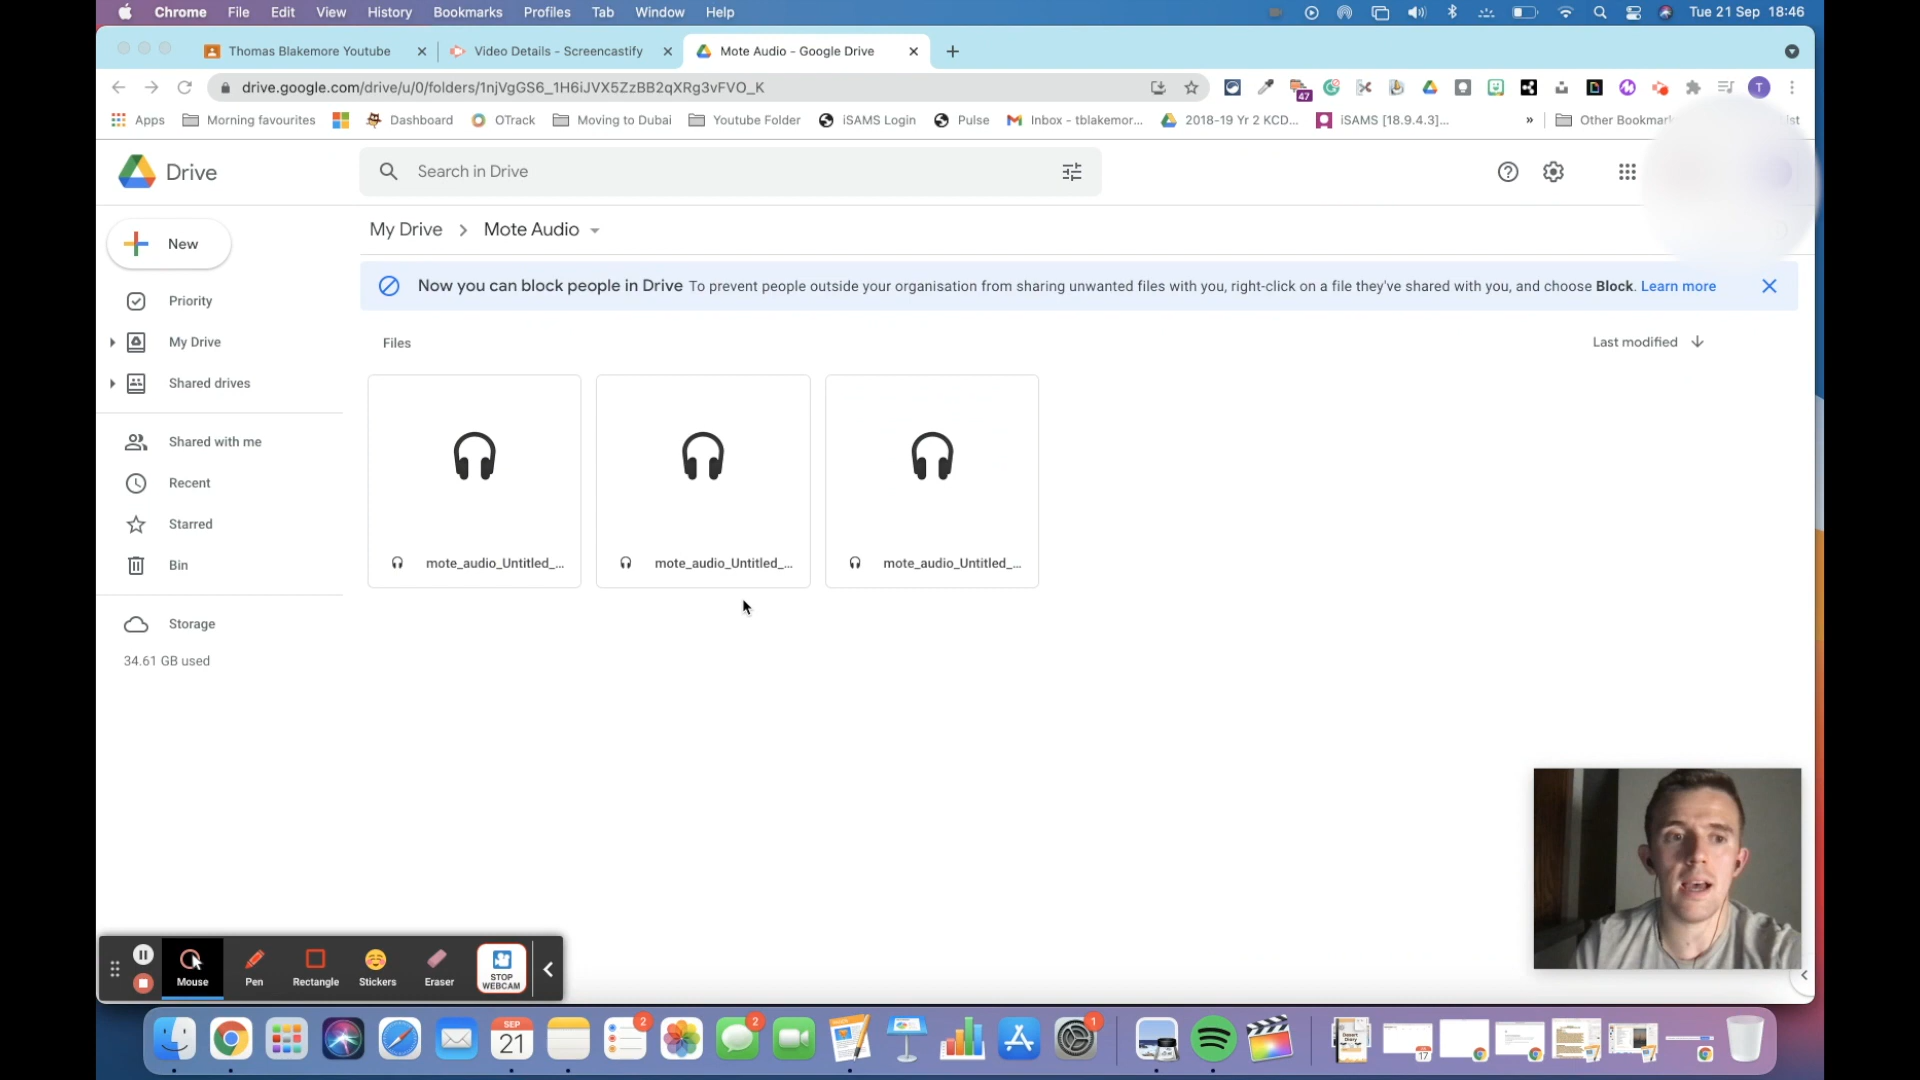 Chrome File Edit View History Bookmarks Profiles Tab Window Help Tue 21 Sep 18:46
Thomas Blakemore Youtube Video Details - Screencastify Mote Audio - Google Drive
drive.google.com/drive/u/0/folders/1njVgGS6_1H6iJVX5ZzBB2qXRg3vFVO_K 47 T
Apps Morning favourites Dashboard OTrack Moving to Dubai Youtube Folder iSAMS Login Pulse Inbox - tblakemor... 2018-19 Yr 2 KCD... iSAMS [18.9.4.3]... » Other Bookmar
Drive Search in Drive
My Drive > Mote Audio
New
Now you can block people in Drive To prevent people outside your organisation from sharing unwanted files with you, right-click on a file they've shared with you, and choose Block. Learn more
Priority
My Drive
Files Last modified
Shared drives
Shared with me
Recent
Starred
Bin
mote_audio_Untitled_... mote_audio_Untitled_... mote_audio_Untitled_...
Storage
34.61 GB used
Mouse Pen Rectangle Stickers Eraser STOP WEBCAM
SEP 21 2 2 1
17